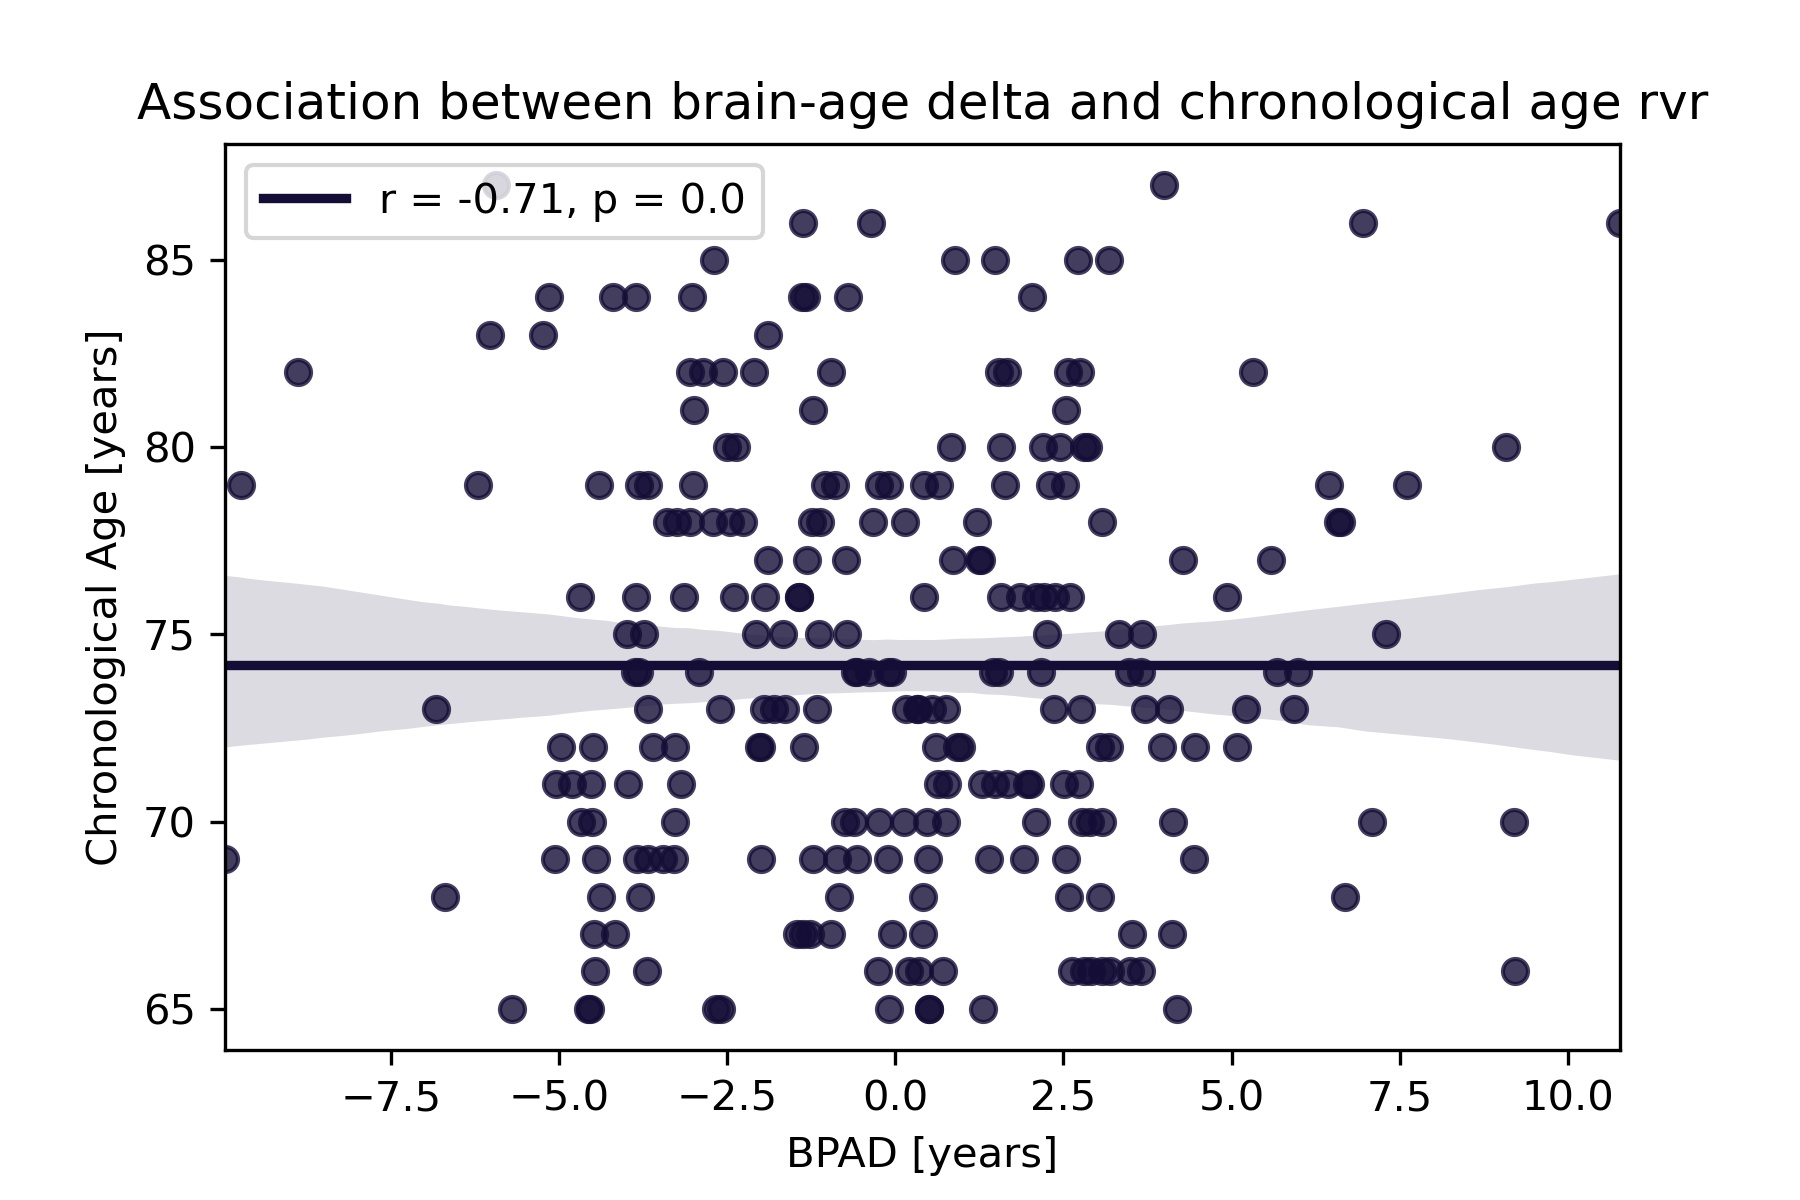 Association between brain-age delta and chronological age rvr
r = -0.71, p = 0.0
Chronological Age [years]
85
80
75
70
65
−7.5 −5.0 −2.5 0.0 2.5 5.0 7.5 10.0
BPAD [years]